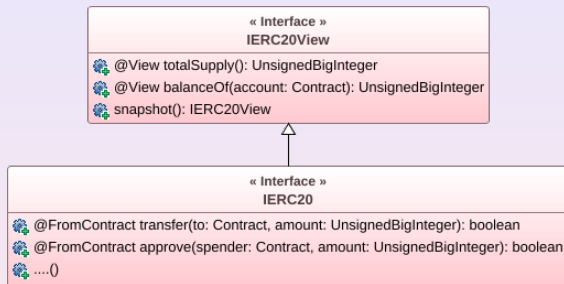 « Interface »
IERC20View
@View totalSupply(): UnsignedBigInteger
@View balanceOf(account: Contract): UnsignedBigInteger
snapshot(): IERC20View
« Interface »
IERC20
@FromContract transfer(to: Contract, amount: UnsignedBigInteger): boolean
@FromContract approve(spender: Contract, amount: UnsignedBigInteger): boolean
....()